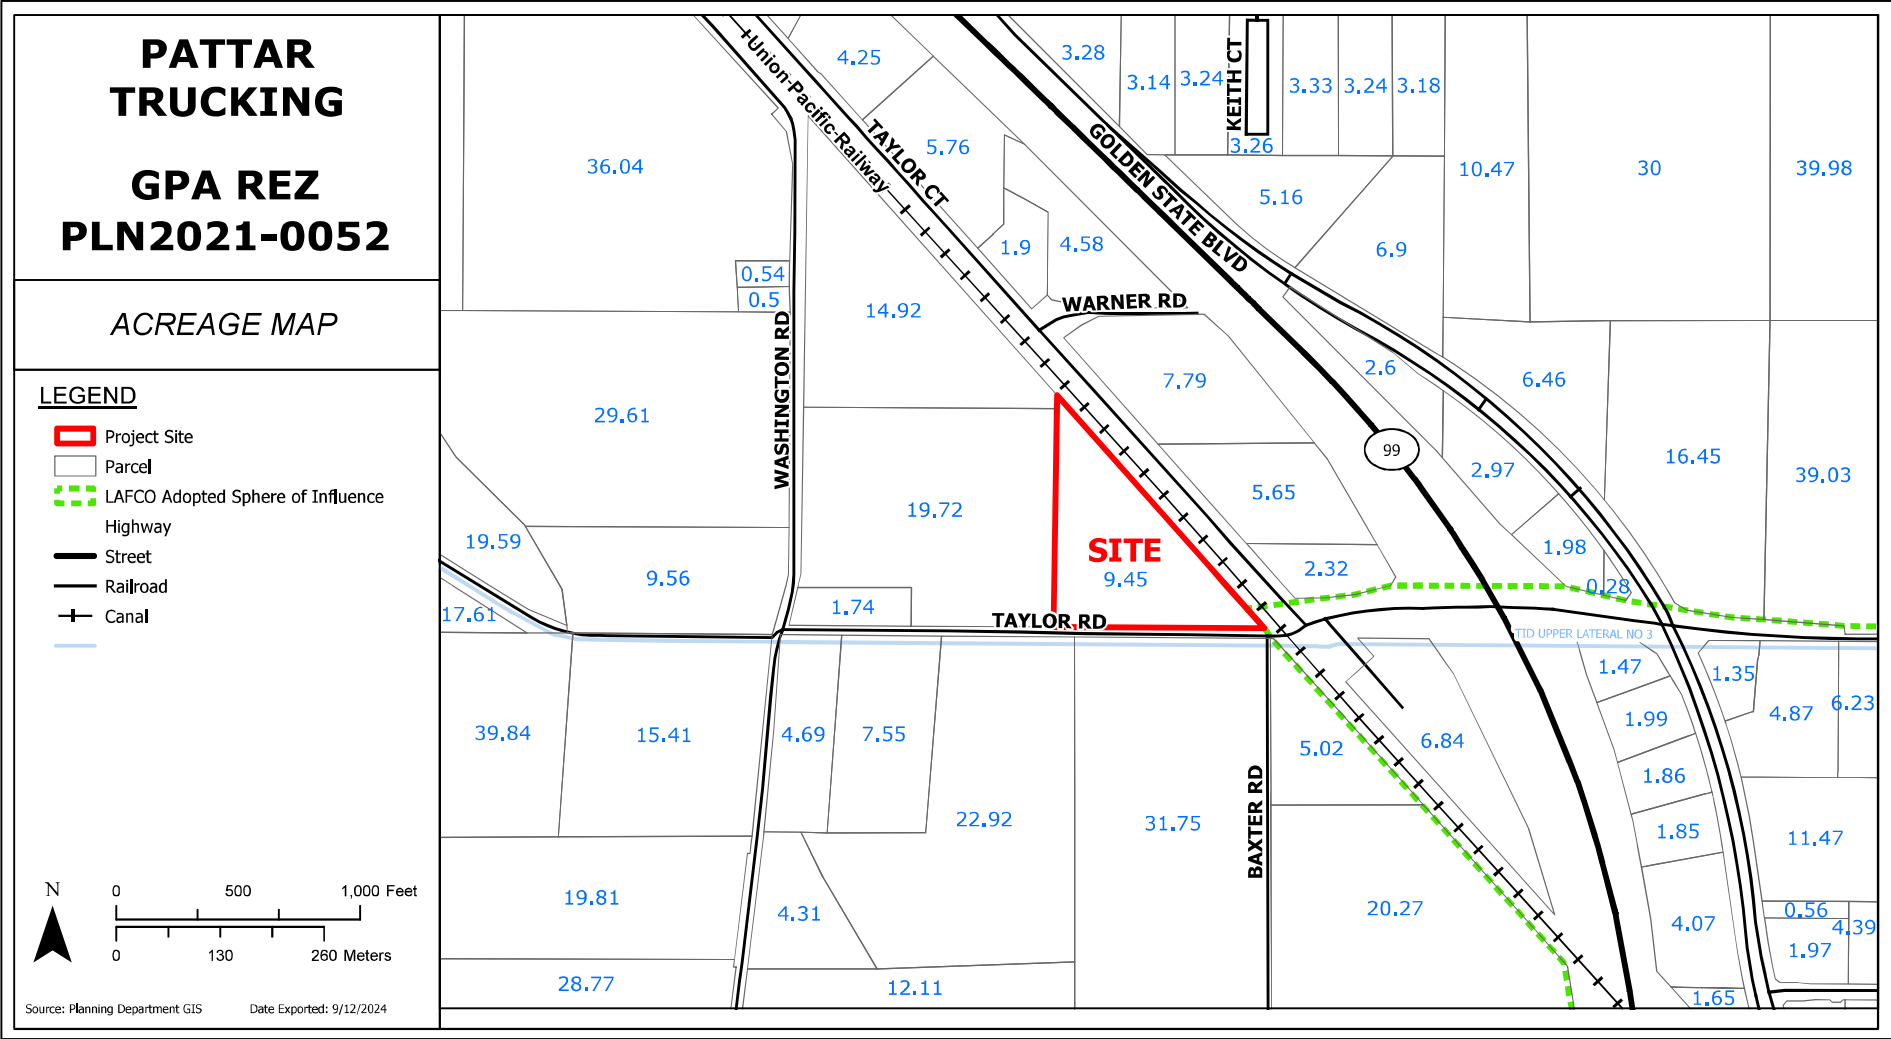 PATTAR
TRUCKING
GPA REZ
PLN2021-0052
ACREAGE MAP
LEGEND
Project Site
Parcel
LAFCO Adopted Sphere of Influence
Highway
Street
Railroad
Canal
N
0 500 1,000 Feet
0 130 260 Meters
Source: Planning Department GIS Date Exported: 9/12/2024
Union-Pacific-Railway
TAYLOR CT
GOLDEN STATE BLVD
KEITH CT
WARNER RD
WASHINGTON RD
TAYLOR RD
BAXTER RD
99
TID UPPER LATERAL NO 3
SITE
9.45
4.25
3.28
3.14
3.24
3.33
3.24
3.18
3.26
36.04
5.76
5.16
10.47
30
39.98
1.9
4.58
6.9
0.54
0.5
14.92
7.79
2.6
6.46
29.61
19.72
5.65
2.97
16.45
39.03
19.59
9.56
2.32
1.98
0.28
17.61
1.74
1.47
1.35
39.84
15.41
4.69
7.55
5.02
6.84
1.99
4.87
6.23
1.86
22.92
31.75
1.85
11.47
19.81
4.31
20.27
4.07
0.56
4.39
1.97
28.77
12.11
1.65